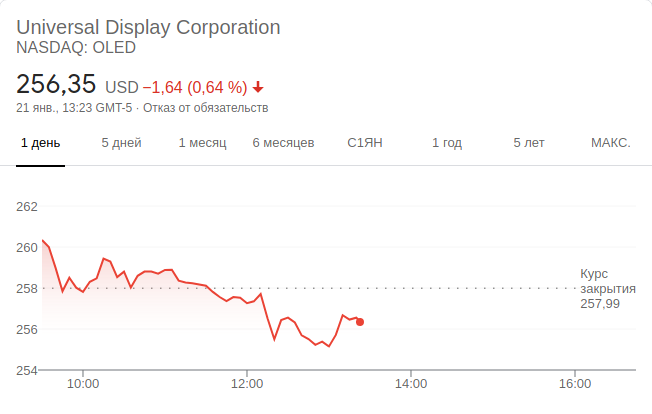 Universal Display Corporation
NASDAQ: OLED
256,35 USD −1,64 (0,64 %)
21 янв., 13:23 GMT-5 · Отказ от обязательств
1 день 5 дней 1 месяц 6 месяцев С1ЯН 1 год 5 лет МАКС.
262
260
Курс
258 закрытия
257,99
256
254
10:00 12:00 14:00 16:00